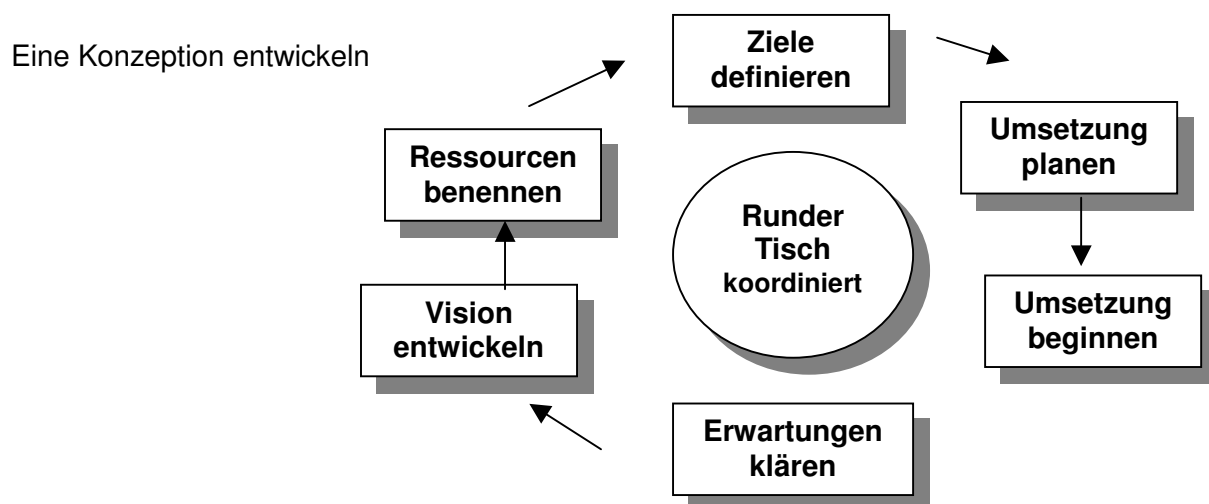 Eine Konzeption entwickeln
Ziele
definieren
Umsetzung
planen
Ressourcen
benennen
Runder
Tisch
koordiniert
Umsetzung
beginnen
Vision
entwickeln
Erwartungen
klären